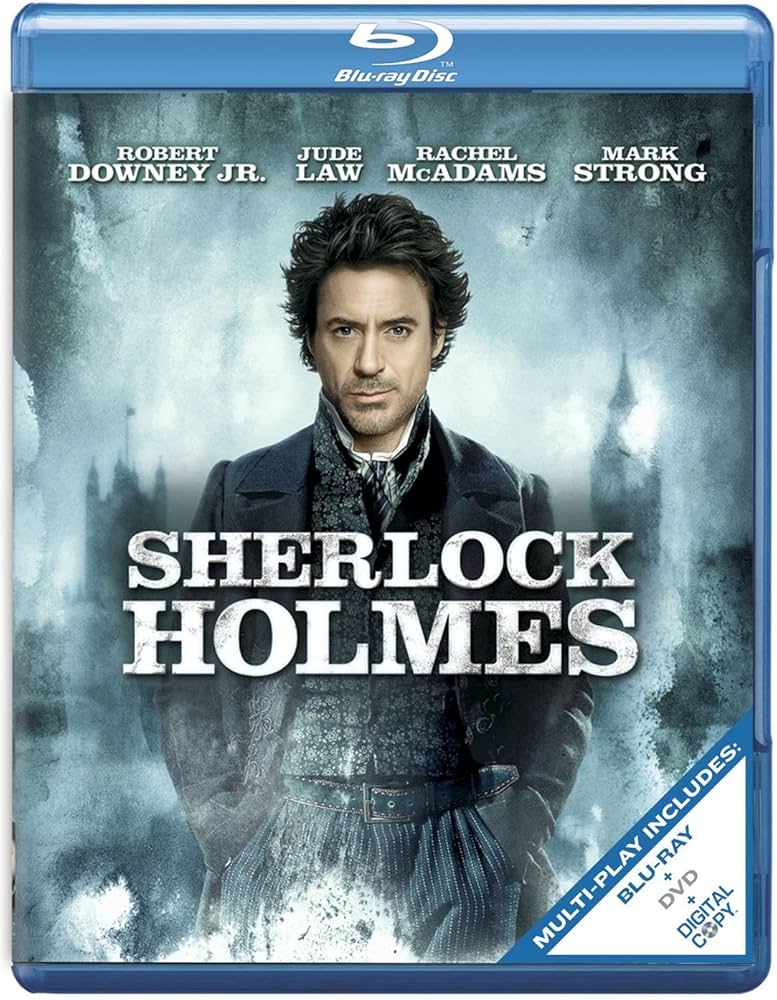 Blu-ray Disc™
ROBERT DOWNEY JR.
JUDE LAW
RACHEL McADAMS
MARK STRONG
SHERLOCK
HOLMES
MULTI-PLAY INCLUDES:
BLU-RAY
+
DVD
+
DIGITAL
COPY